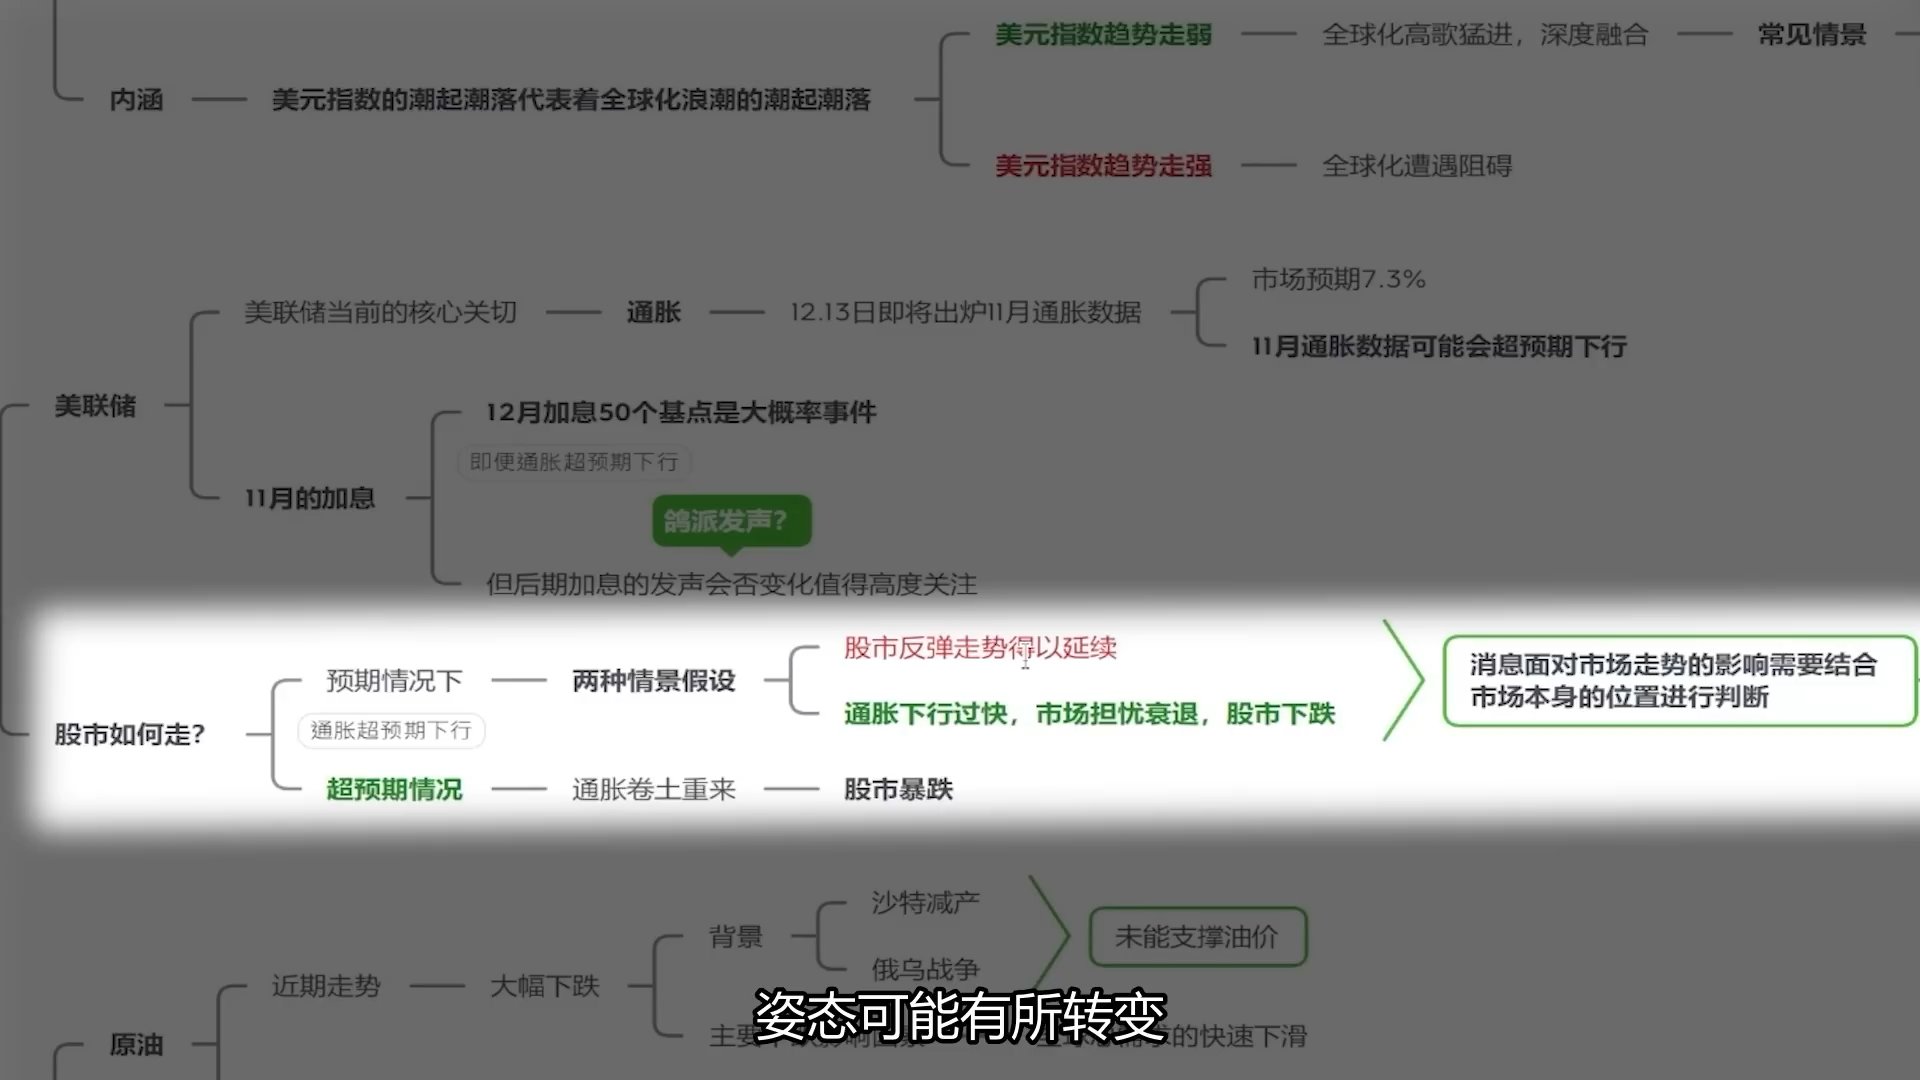 美元指数趋势走弱
全球化高歌猛进，深度融合
常见情景
内涵
美元指数的潮起潮落代表着全球化浪潮的潮起潮落
美元指数趋势走强
全球化遭遇阻碍
市场预期7.3%
美联储当前的核心关切
通胀
12.13日即将出炉11月通胀数据
11月通胀数据可能会超预期下行
美联储
12月加息50个基点是大概率事件
即便通胀超预期下行
11月的加息
鸽派发声?
但后期加息的发声会否变化值得高度关注
股市反弹走势得以延续
预期情况下
两种情景假设
消息面对市场走势的影响需要结合
市场本身的位置进行判断
通胀下行过快，市场担忧衰退，股市下跌
股市如何走?
通胀超预期下行
超预期情况
通胀卷土重来
股市暴跌
沙特减产
背景
未能支撑油价
俄乌战争
近期走势
大幅下跌
姿态可能有所转变
主要
的快速下滑
原油